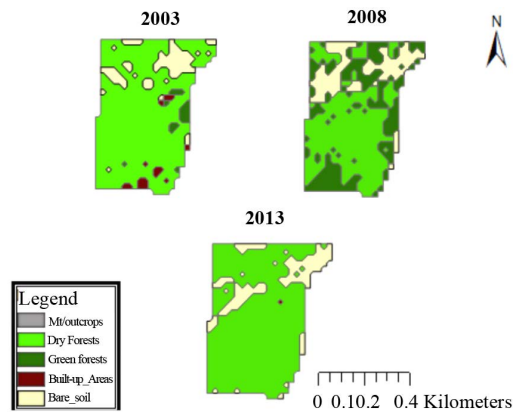 2003
2008
N
2013
Legend
Mt/outcrops
Dry Forests
Green forests
Built-up_Areas
Bare_soil
0 0.10.2 0.4 Kilometers